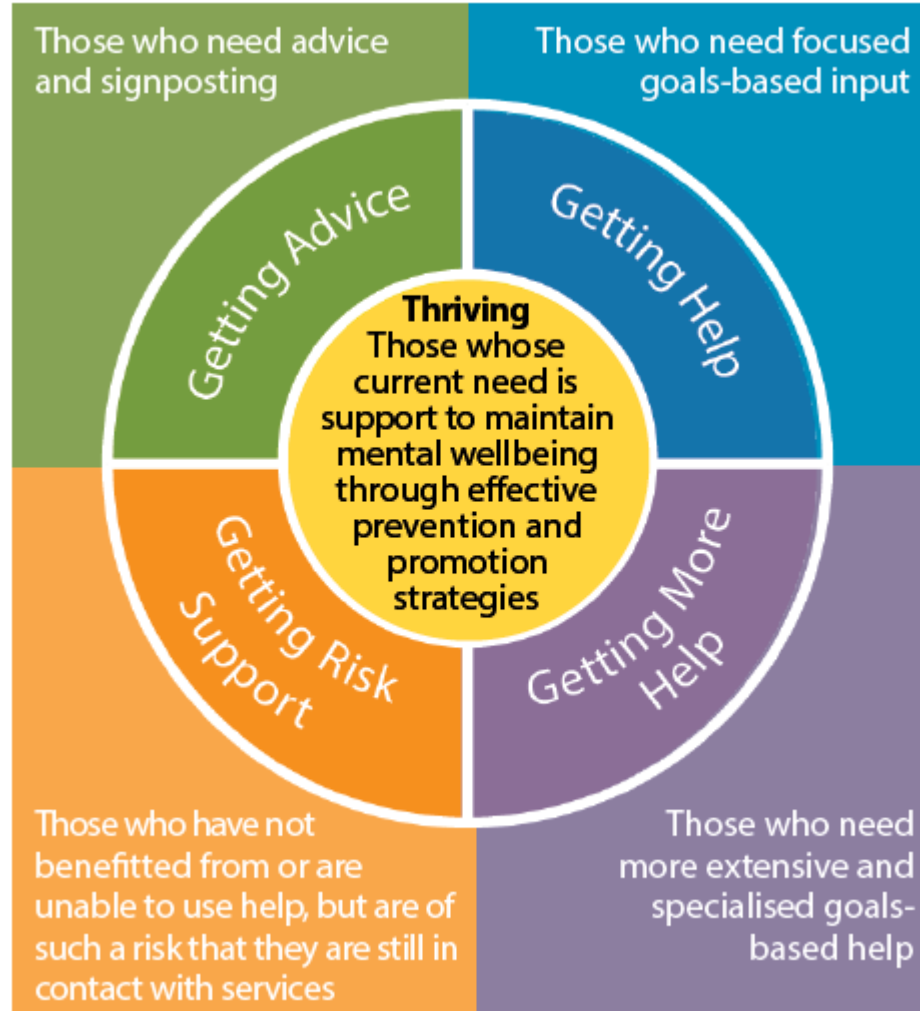 Those who need advice
and signposting
Those who need focused
goals-based input
Getting Advice
Getting Help
Thriving
Those whose
current need is
support to maintain
mental wellbeing
through effective
prevention and
promotion
strategies
Getting Risk
Support
Getting More
Help
Those who have not
benefitted from or are
unable to use help, but are of
such a risk that they are still in
contact with services
Those who need
more extensive and
specialised goals-
based help